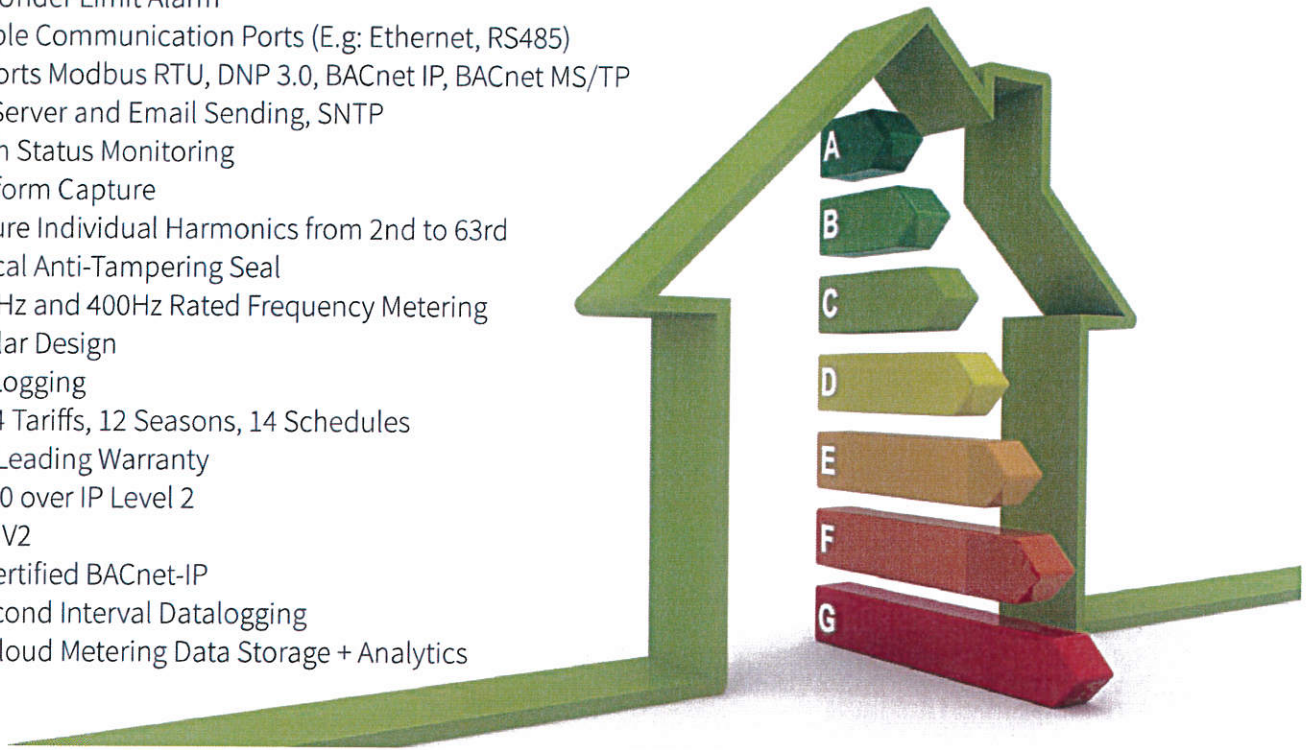 Under Limit Alarm
ple Communication Ports (E.g: Ethernet, RS485)
orts Modbus RTU, DNP 3.0, BACnet IP, BACnet MS/TP
Server and Email Sending, SNTP
n Status Monitoring
form Capture
ure Individual Harmonics from 2nd to 63rd
cal Anti-Tampering Seal
Hz and 400Hz Rated Frequency Metering
lar Design
Logging
4 Tariffs, 12 Seasons, 14 Schedules
Leading Warranty
0 over IP Level 2
V2
ertified BACnet-IP
cond Interval Datalogging
loud Metering Data Storage + Analytics
A
B
C
D
E
F
G